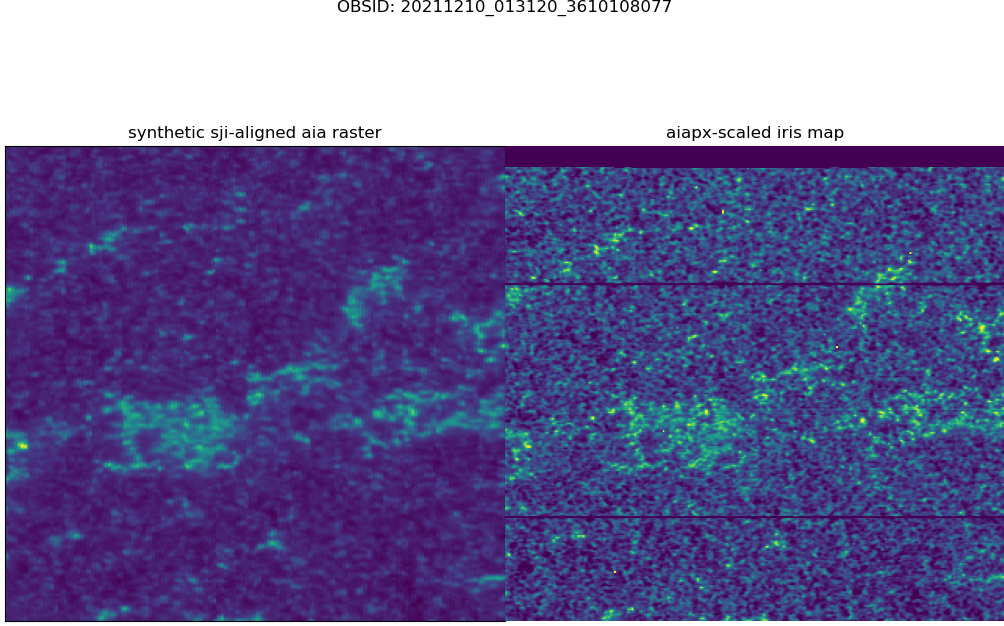 OBSID: 20211210_013120_3610108077
synthetic sji-aligned aia raster
aiapx-scaled iris map